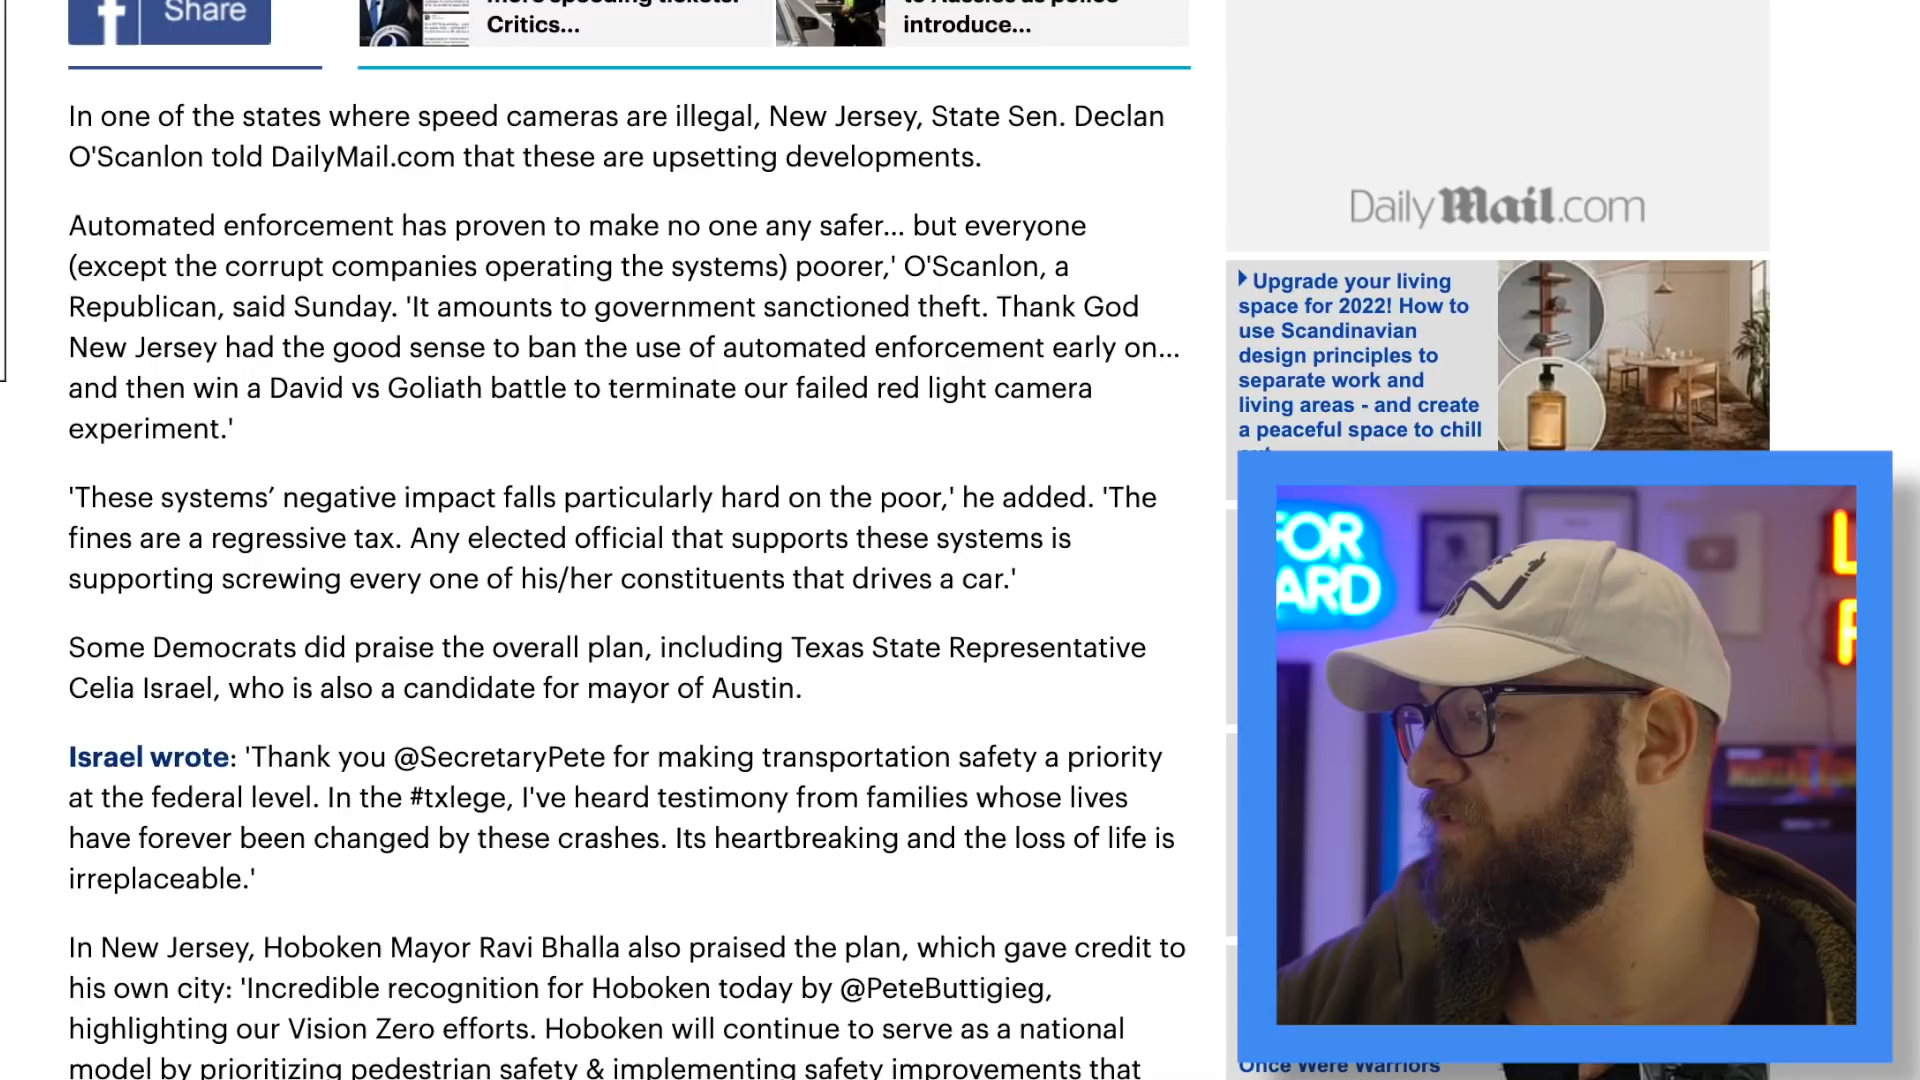 Share
Critics...
introduce...
In one of the states where speed cameras are illegal, New Jersey, State Sen. Declan
O'Scanlon told DailyMail.com that these are upsetting developments.
Automated enforcement has proven to make no one any safer... but everyone
(except the corrupt companies operating the systems) poorer,' O'Scanlon, a
Republican, said Sunday. 'It amounts to government sanctioned theft. Thank God
New Jersey had the good sense to ban the use of automated enforcement early on...
and then win a David vs Goliath battle to terminate our failed red light camera
experiment.'
'These systems’ negative impact falls particularly hard on the poor,' he added. 'The
fines are a regressive tax. Any elected official that supports these systems is
supporting screwing every one of his/her constituents that drives a car.'
Some Democrats did praise the overall plan, including Texas State Representative
Celia Israel, who is also a candidate for mayor of Austin.
Israel wrote: 'Thank you @SecretaryPete for making transportation safety a priority
at the federal level. In the #txlege, I've heard testimony from families whose lives
have forever been changed by these crashes. Its heartbreaking and the loss of life is
irreplaceable.'
In New Jersey, Hoboken Mayor Ravi Bhalla also praised the plan, which gave credit to
his own city: 'Incredible recognition for Hoboken today by @PeteButtigieg,
highlighting our Vision Zero efforts. Hoboken will continue to serve as a national
model by prioritizing pedestrian safety & implementing safety improvements that
DailyMail.com
Upgrade your living
space for 2022! How to
use Scandinavian
design principles to
separate work and
living areas - and create
a peaceful space to chill
FOR
ARD
Once Were Warriors